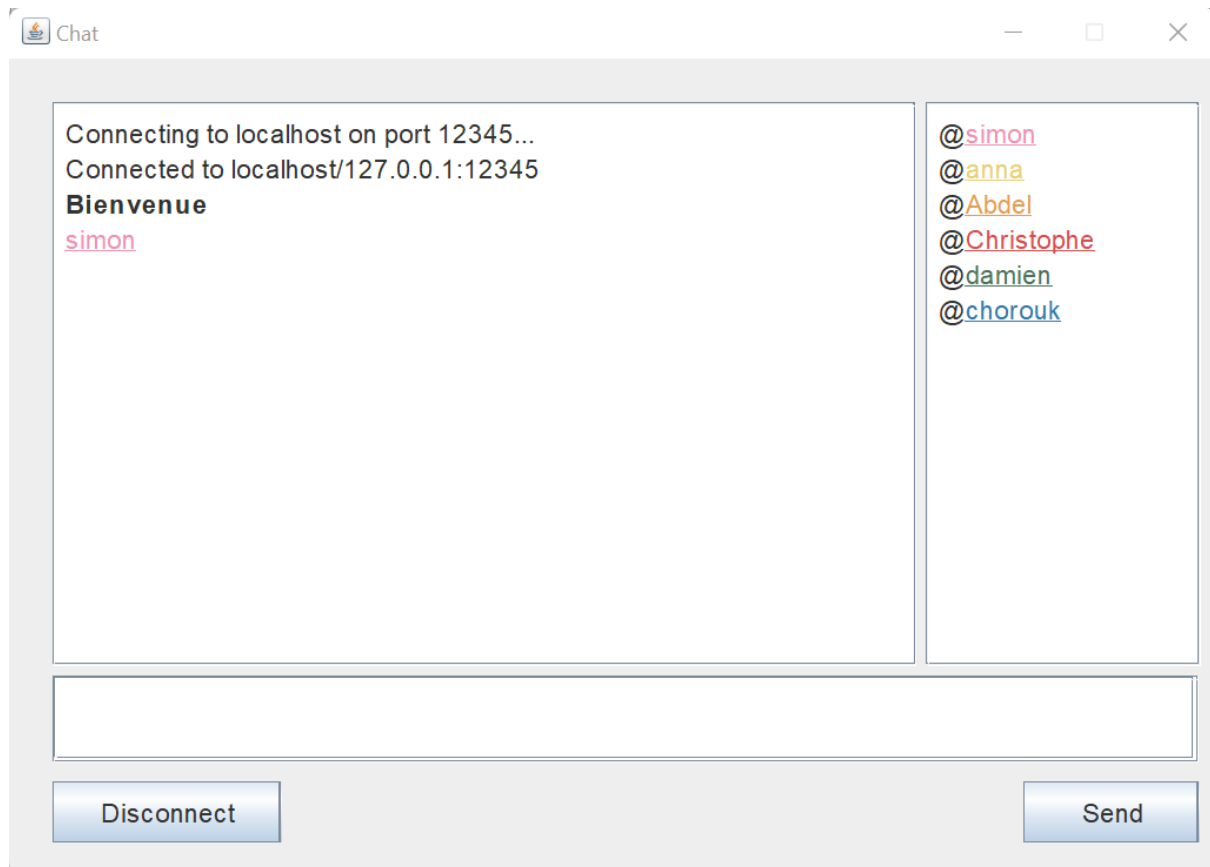 Chat
Connecting to localhost on port 12345...
Connected to localhost/127.0.0.1:12345
Bienvenue
simon
@simon
@anna
@Abdel
@Christophe
@damien
@chorouk
Disconnect
Send